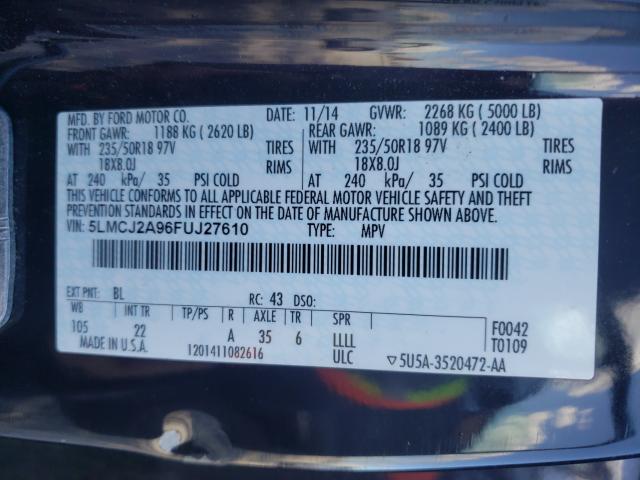 MFD. BY FORD MOTOR CO. DATE: 11/14 GVWR: 2268 KG ( 5000 LB)
FRONT GAWR: 1188 KG ( 2620 LB) REAR GAWR: 1089 KG ( 2400 LB)
WITH 235/50R18 97V TIRES WITH 235/50R18 97V TIRES
18X8.0J RIMS 18X8.0J RIMS
AT 240 kPa/ 35 PSI COLD AT 240 kPa/ 35 PSI COLD
THIS VEHICLE CONFORMS TO ALL APPLICABLE FEDERAL MOTOR VEHICLE SAFETY AND THEFT
PREVENTION STANDARDS IN EFFECT ON THE DATE OF MANUFACTURE SHOWN ABOVE.
VIN: 5LMCJ2A96FUJ27610 TYPE: MPV
EXT PNT: BL RC: 43 DSO:
WB INT TR TP/PS R AXLE TR SPR F0042
105 22 A 35 6 LLLL T0109
MADE IN U.S.A. 1201411082616 ULC ▽5U5A-3520472-AA